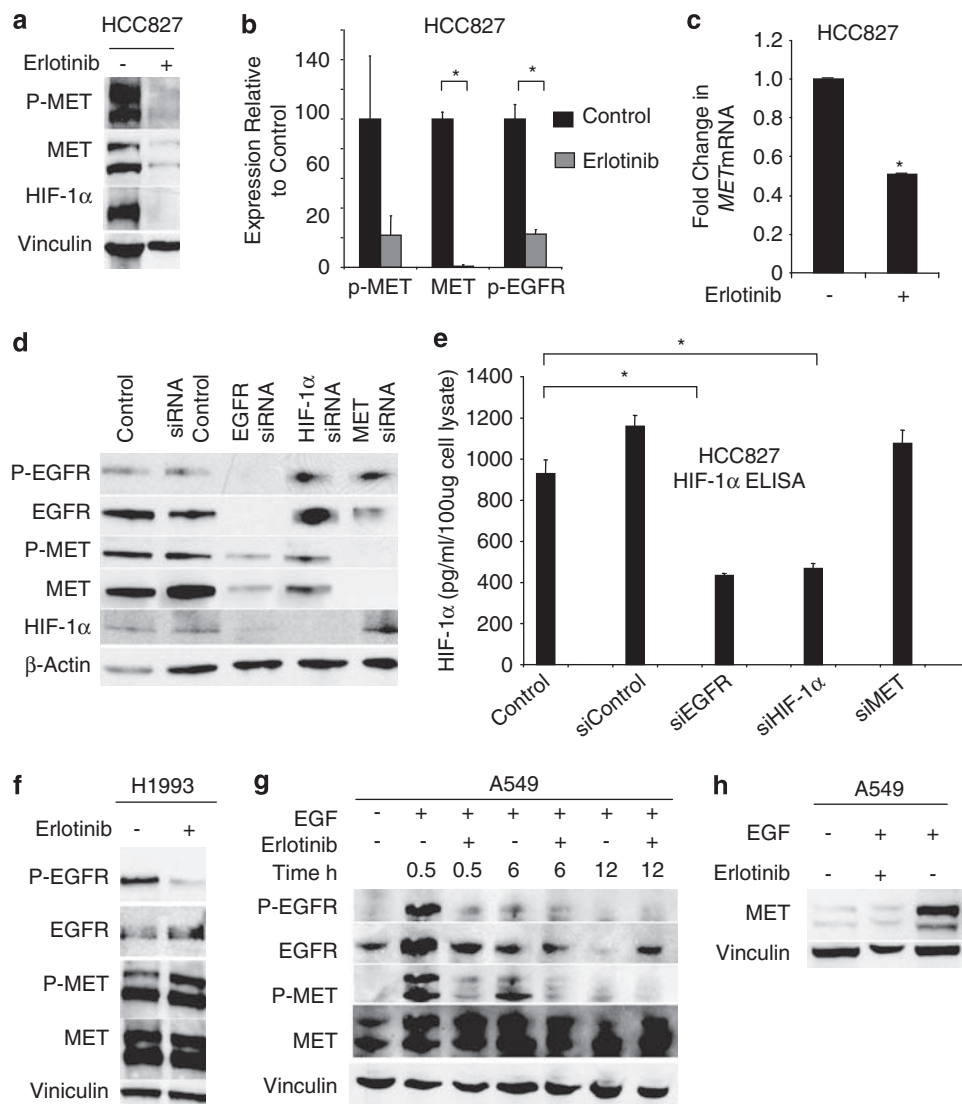 a
HCC827
Erlotinib - +
P-MET
MET
HIF-1α
Vinculin
b
HCC827
Expression Relative
to Control
140
100
60
20
0
* *
Control
Erlotinib
p-MET MET p-EGFR
c
HCC827
Fold Change in
METmRNA
1.2
1.0
0.8
0.6
0.4
0.2
0
*
Erlotinib - +
d
Control
siRNA Control
EGFR siRNA
HIF-1α siRNA
MET siRNA
P-EGFR
EGFR
P-MET
MET
HIF-1α
β-Actin
e
*
*
HIF-1α (pg/ml/100ug cell lysate)
1400
1200
1000
800
600
400
200
0
HCC827
HIF-1α ELISA
Control
siControl
siEGFR
siHIF-1α
siMET
f
H1993
Erlotinib - +
P-EGFR
EGFR
P-MET
MET
Viniculin
g
A549
EGF - + + + + + +
Erlotinib - - + - + - +
Time h 0.5 0.5 6 6 12 12
P-EGFR
EGFR
P-MET
MET
Vinculin
h
A549
EGF - + +
Erlotinib - + -
MET
Vinculin